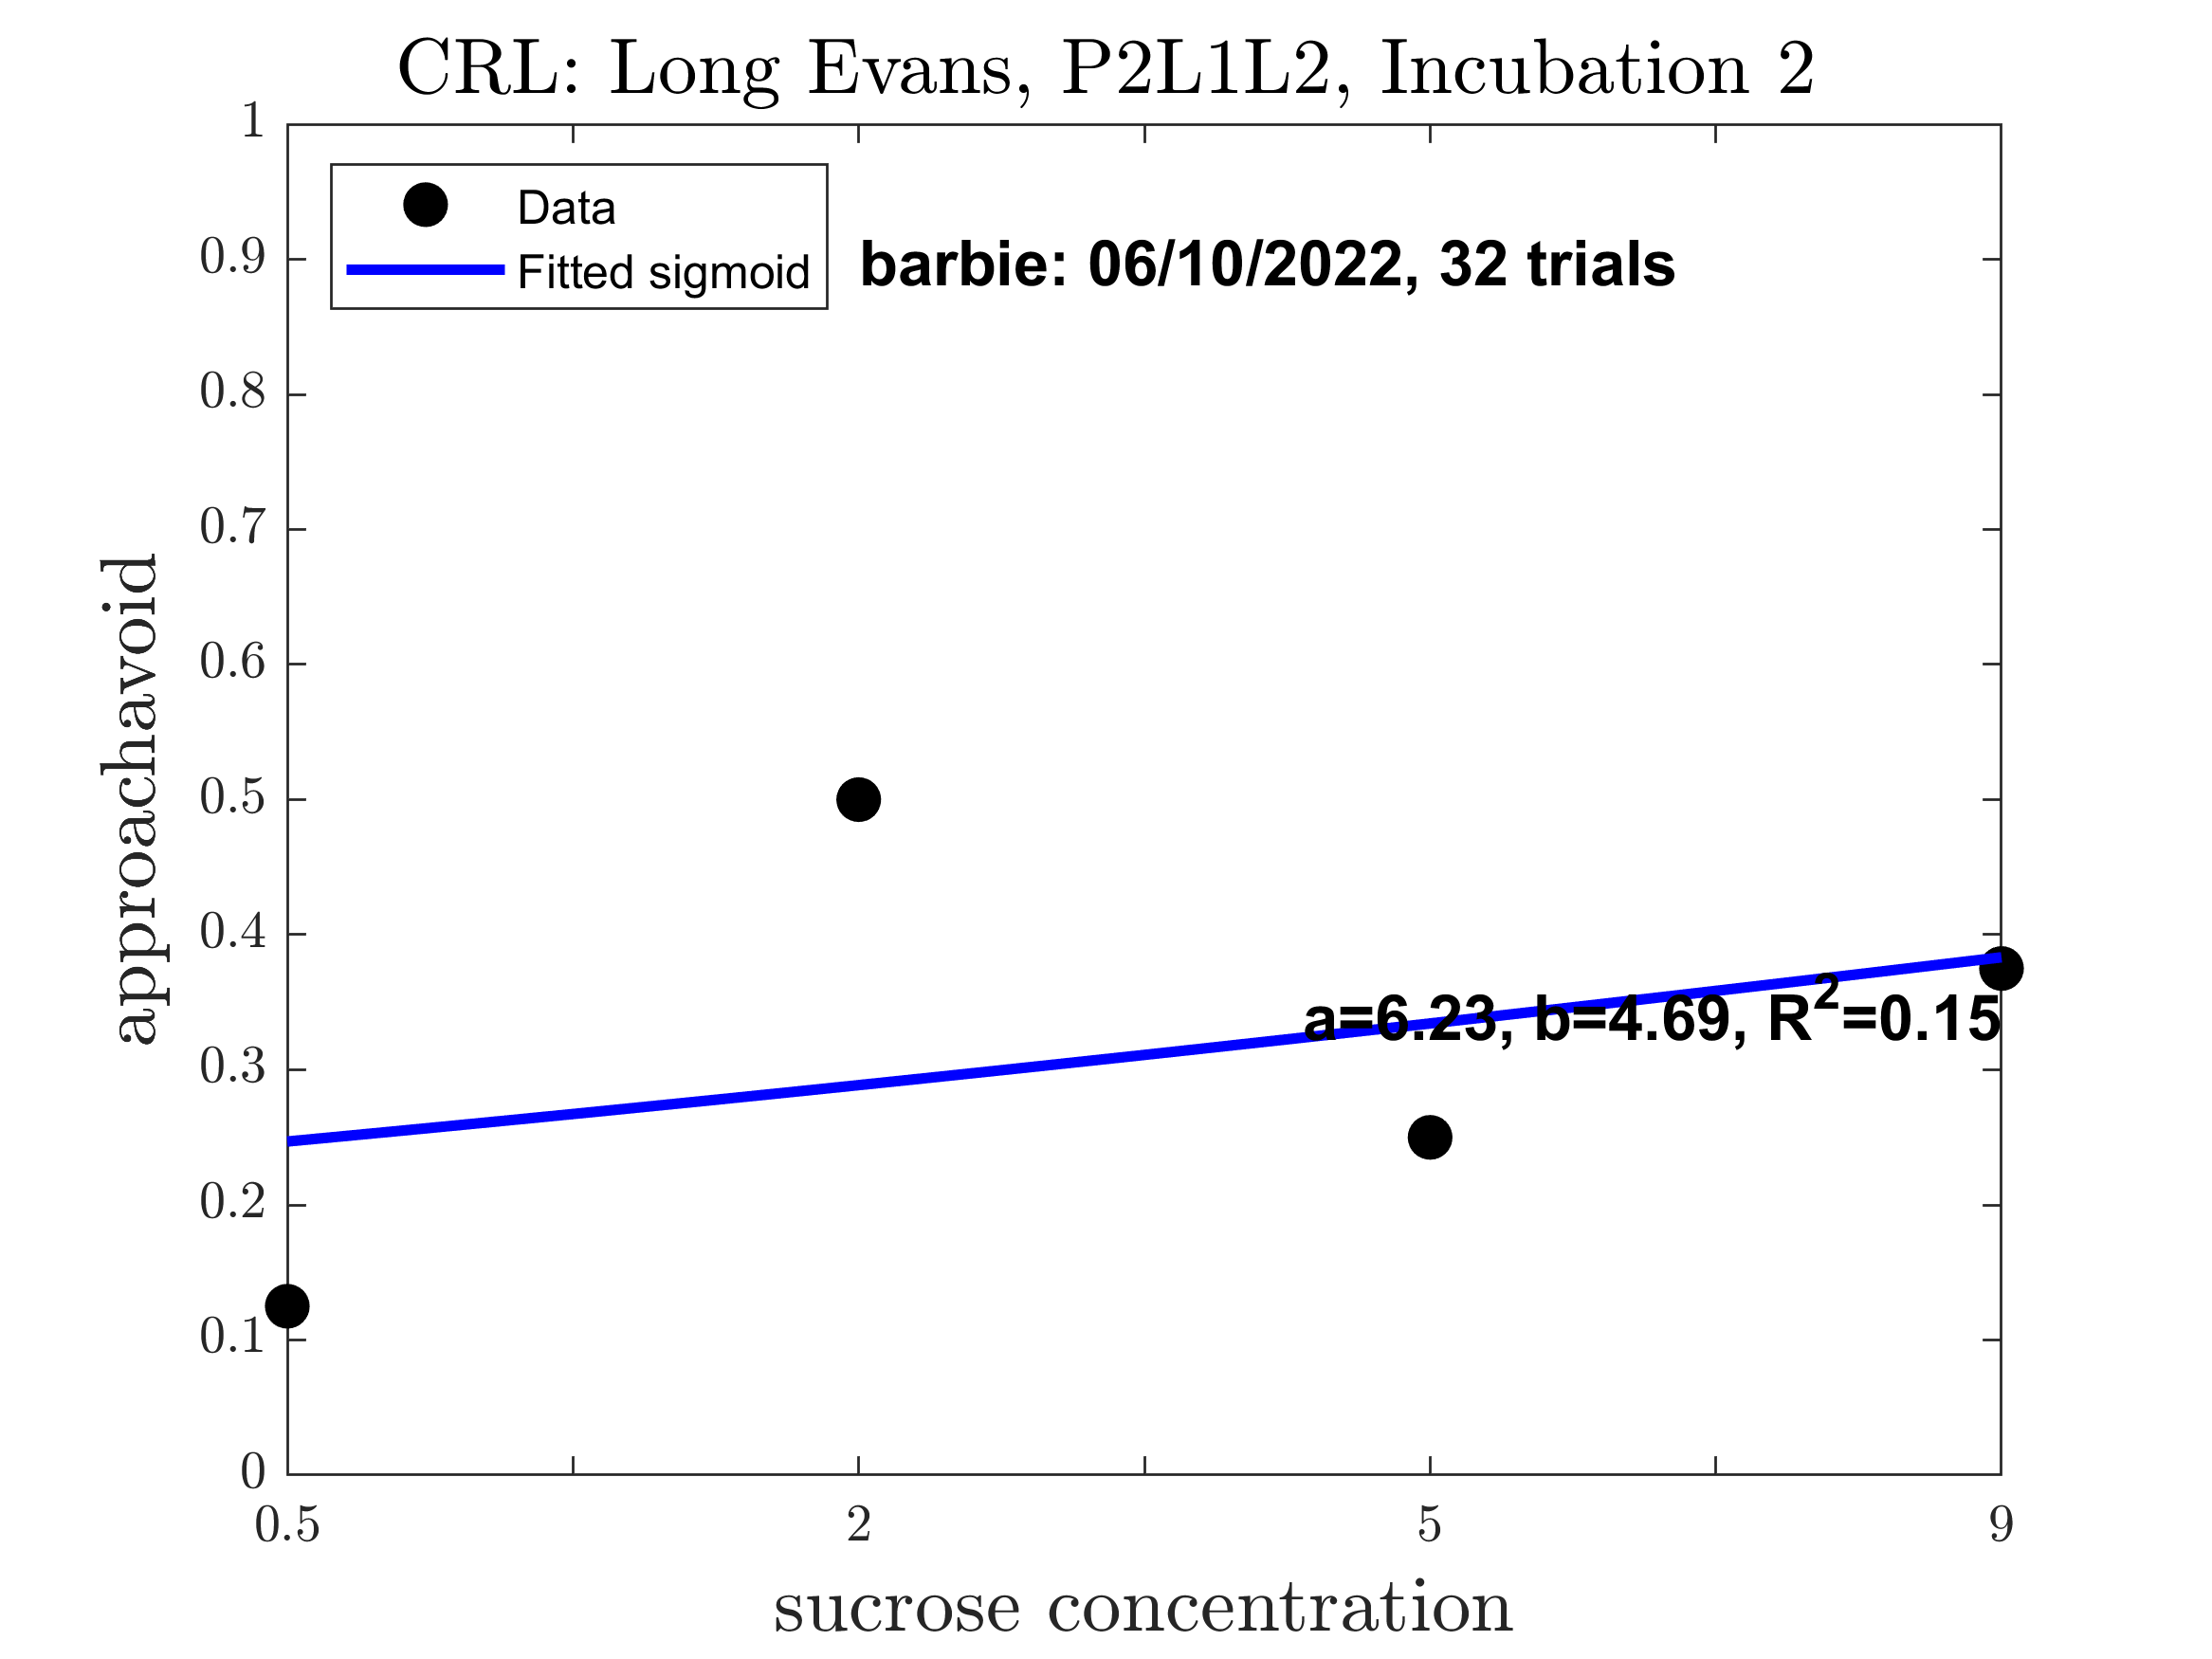 CRL: Long Evans, P2L1L2, Incubation 2
1
Data
Fitted sigmoid
barbie: 06/10/2022, 32 trials
0.9
0.8
0.7
0.6
0.5
0.4
0.3
0.2
0.1
0
approachavoid
a=6.23, b=4.69, R²=0.15
0.5 2 5 9
sucrose concentration